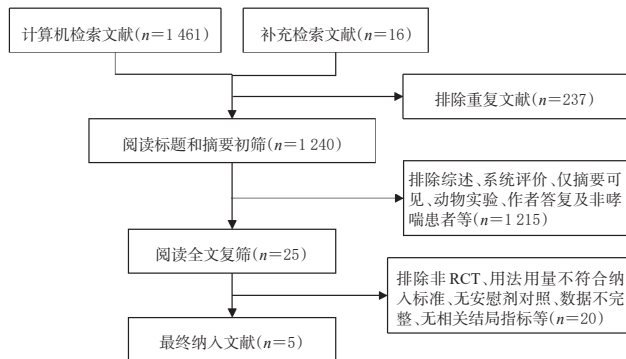 计算机检索文献(n=1 461)
补充检索文献(n=16)
排除重复文献(n=237)
阅读标题和摘要初筛(n=1 240)
排除综述、系统评价、仅摘要可
见、动物实验、作者答复及非哮
喘患者等(n=1 215)
阅读全文复筛(n=25)
排除非 RCT、用法用量不符合纳
入标准、无安慰剂对照、数据不完
整、无相关结局指标等(n=20)
最终纳入文献(n=5)